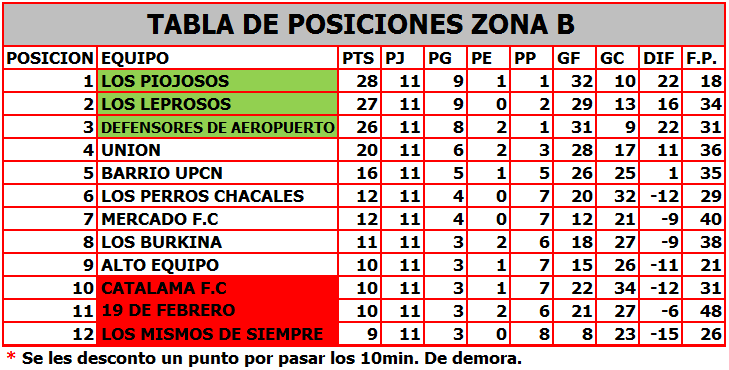 TABLA DE POSICIONES ZONA B
POSICION EQUIPO PTS PJ PG PE PP GF GC DIF F.P.
1 LOS PIOJOSOS 28 11 9 1 1 32 10 22 18
2 LOS LEPROSOS 27 11 9 0 2 29 13 16 34
3 DEFENSORES DE AEROPUERTO 26 11 8 2 1 31 9 22 31
4 UNION 20 11 6 2 3 28 17 11 36
5 BARRIO UPCN 16 11 5 1 5 26 25 1 35
6 LOS PERROS CHACALES 12 11 4 0 7 20 32 -12 29
7 MERCADO F.C 12 11 4 0 7 12 21 -9 40
8 LOS BURKINA 11 11 3 2 6 18 27 -9 38
9 ALTO EQUIPO 10 11 3 1 7 15 26 -11 21
10 CATALAMA F.C 10 11 3 1 7 22 34 -12 31
11 19 DE FEBRERO 10 11 3 2 6 21 27 -6 48
12 LOS MISMOS DE SIEMPRE 9 11 3 0 8 8 23 -15 26
* Se les desconto un punto por pasar los 10min. De demora.